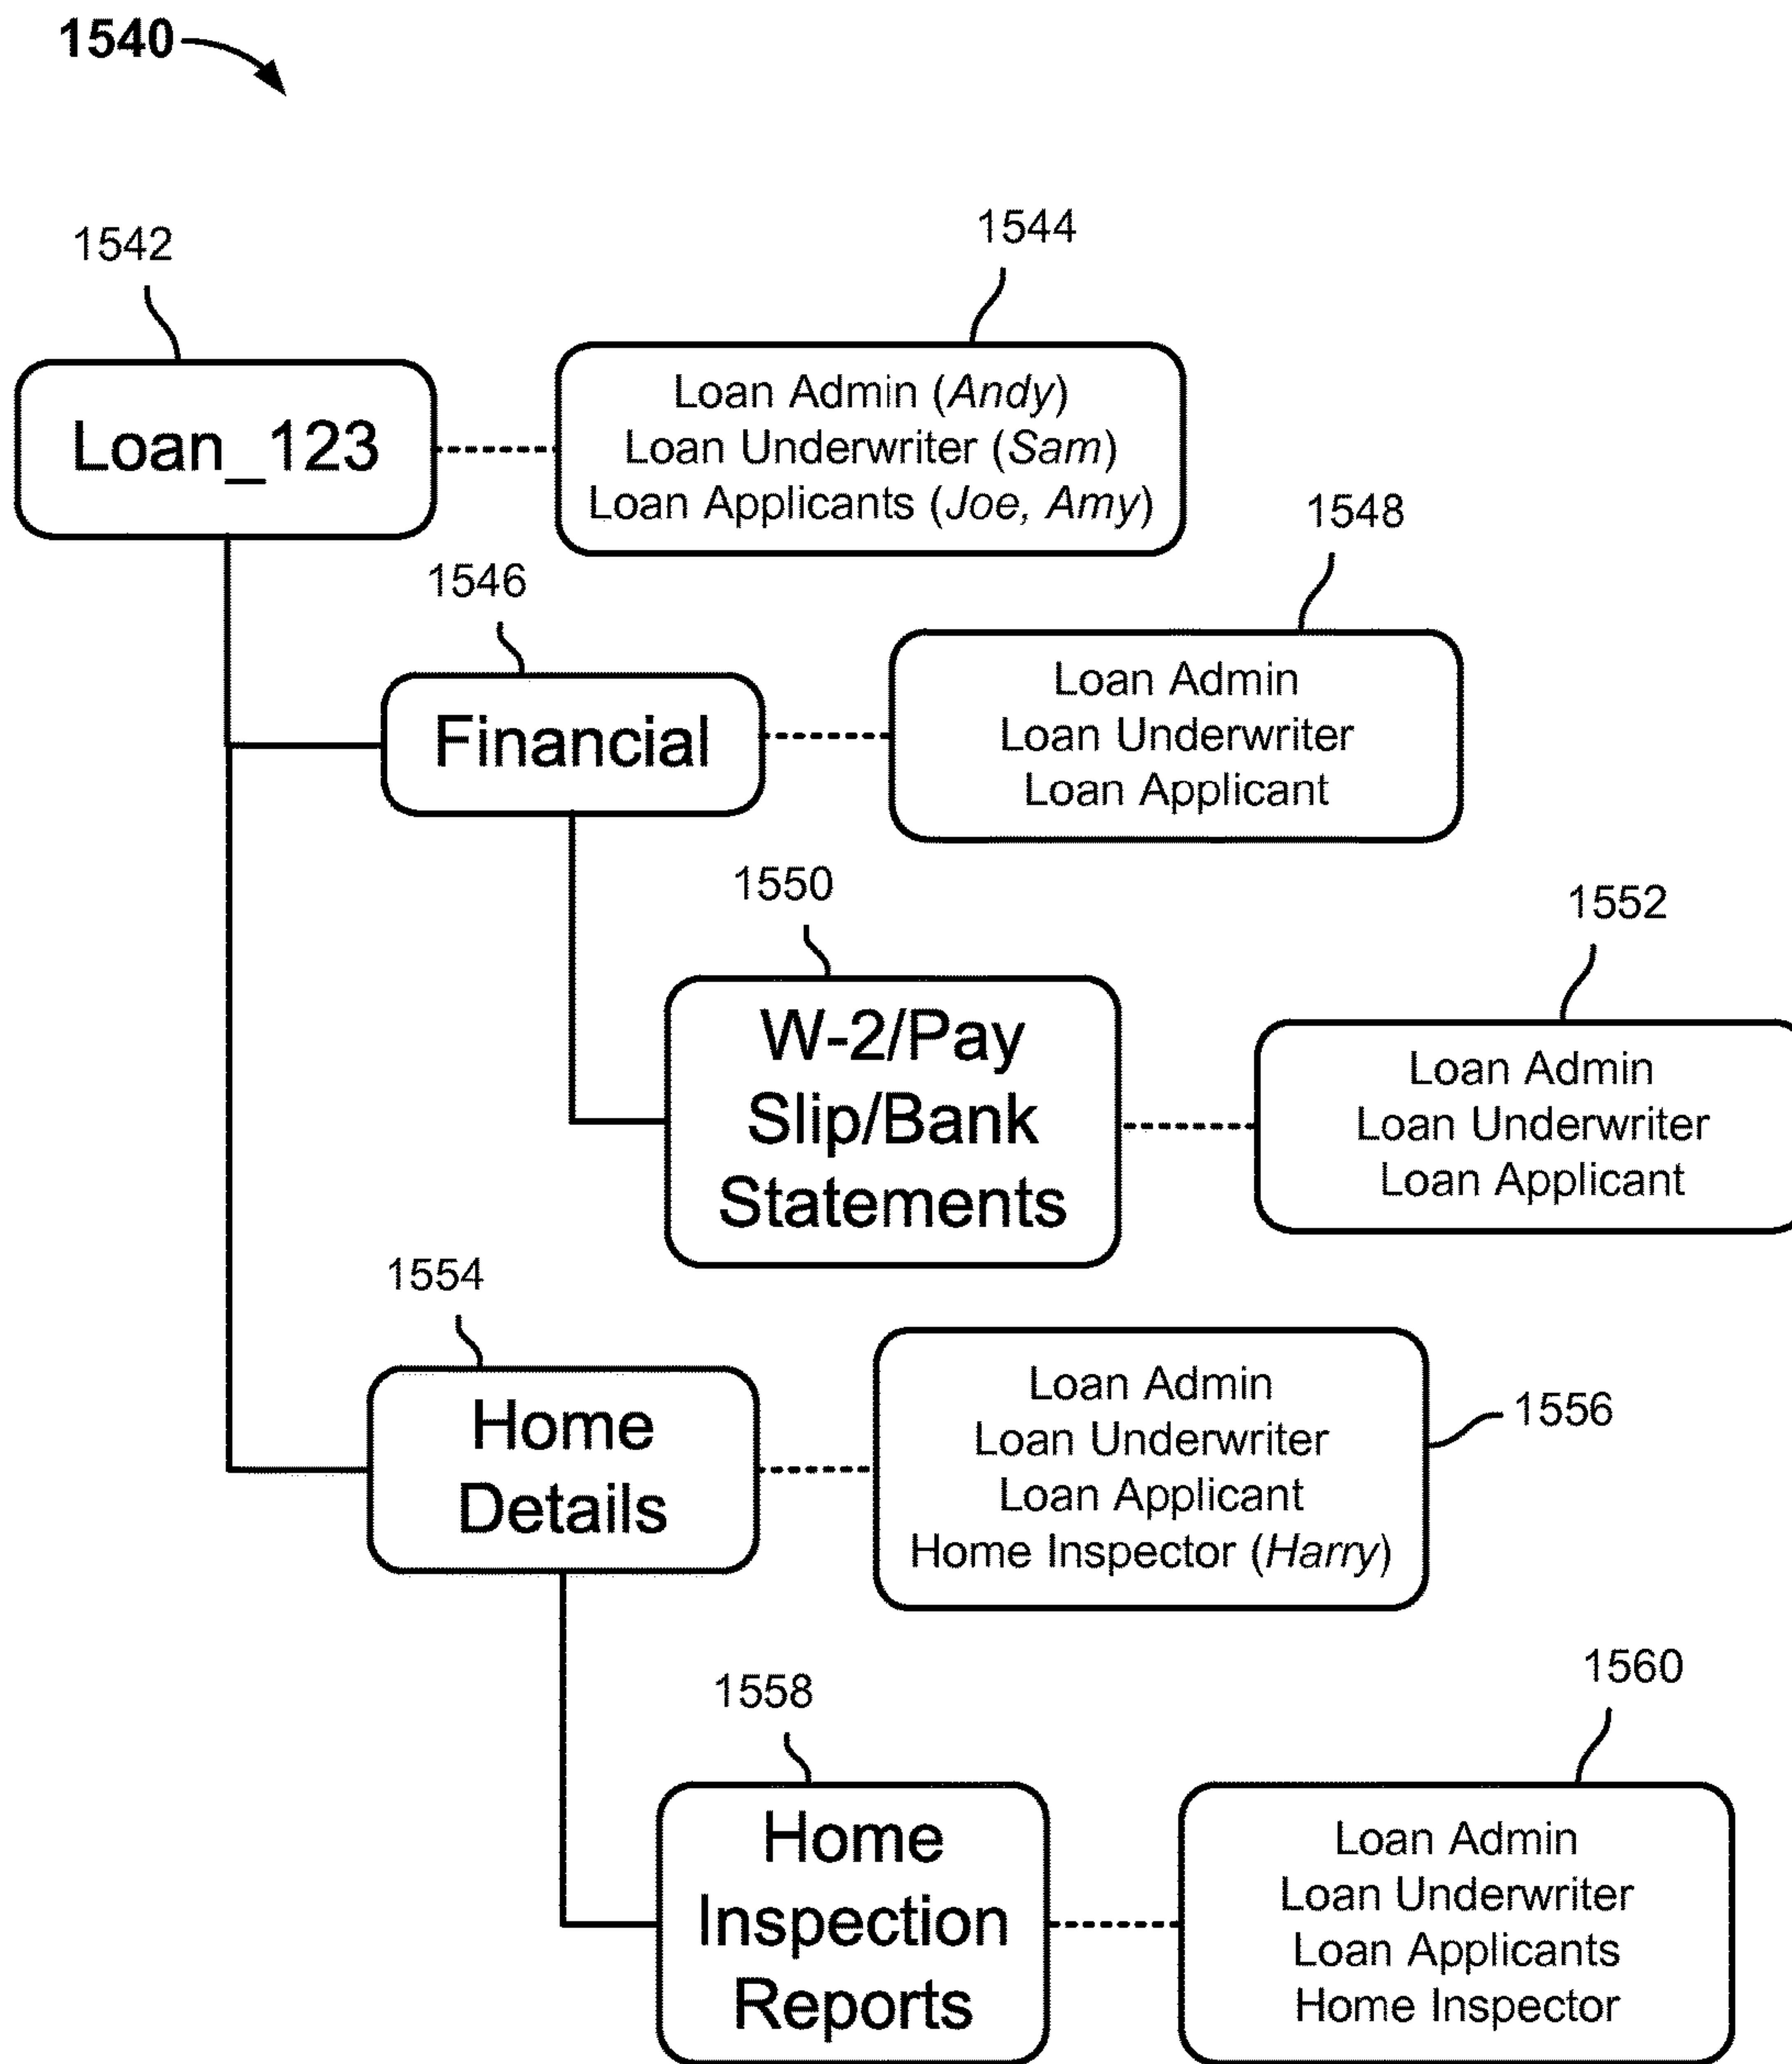 1540
1542
1544
Loan_123
Loan Admin (Andy)
Loan Underwriter (Sam)
Loan Applicants (Joe, Amy)
1546
1548
Financial
Loan Admin
Loan Underwriter
Loan Applicant
1550
1552
W-2/Pay
Slip/Bank
Statements
Loan Admin
Loan Underwriter
Loan Applicant
1554
1556
Home
Details
Loan Admin
Loan Underwriter
Loan Applicant
Home Inspector (Harry)
1558
1560
Home
Inspection
Reports
Loan Admin
Loan Underwriter
Loan Applicants
Home Inspector